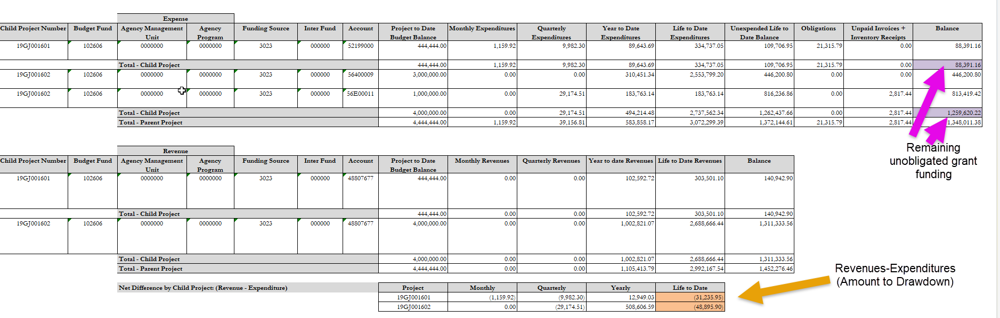 Expense
Child Project Number Budget Fund Agency Management Unit Agency Program Funding Source Inter Fund Account Project to Date Budget Balance Monthly Expenditures Quarterly Expenditures Year to Date Expenditures Life to Date Expenditures Unexpended Life to Date Balance Obligations Unpaid Invoices + Inventory Receipts Balance
19GJ001601 102606 0000000 0000000 3023 000000 52199000 444,444.00 1,159.92 9,982.30 89,643.69 334,737.05 109,706.95 21,315.79 0.00 88,391.16
Total - Child Project 444,444.00 1,159.92 9,982.30 89,643.69 334,737.05 109,706.95 21,315.79 0.00 88,391.16
19GJ001602 102606 0000000 0000000 3023 000000 56400009 3,000,000.00 0.00 0.00 310,451.34 2,553,799.20 446,200.80 0.00 0.00 446,200.80
19GJ001602 102606 0000000 0000000 3023 000000 56E00011 1,000,000.00 0.00 29,174.51 183,763.14 183,763.14 816,236.86 0.00 2,817.44 813,419.42
Total - Child Project 4,000,000.00 0.00 29,174.51 494,214.48 2,737,562.34 1,262,437.66 0.00 2,817.44 1,259,620.22
Total - Parent Project 4,444,444.00 1,159.92 39,156.81 583,858.17 3,072,299.39 1,372,144.61 21,315.79 2,817.44 1,348,011.38
Remaining
unobligated grant
funding
Revenue
Child Project Number Budget Fund Agency Management Unit Agency Program Funding Source Inter Fund Account Project to Date Budget Balance Monthly Revenues Quarterly Revenues Year to date Revenues Life to Date Revenues Balance
19GJ001601 102606 0000000 0000000 3023 000000 48807677 444,444.00 0.00 0.00 102,592.72 303,501.10 140,942.90
Total - Child Project 444,444.00 0.00 0.00 102,592.72 303,501.10 140,942.90
19GJ001602 102606 0000000 0000000 3023 000000 48807677 4,000,000.00 0.00 0.00 1,002,821.07 2,688,666.44 1,311,333.56
Total - Child Project 4,000,000.00 0.00 0.00 1,002,821.07 2,688,666.44 1,311,333.56
Total - Parent Project 4,444,444.00 0.00 0.00 1,105,413.79 2,992,167.54 1,452,276.46
Revenues-Expenditures
(Amount to Drawdown)
Net Difference by Child Project: (Revenue - Expenditure) Project Monthly Quarterly Yearly Life to Date
19GJ001601 (1,159.92) (9,982.30) 12,949.03 (31,235.95)
19GJ001602 0.00 (29,174.51) 508,606.59 (48,895.90)